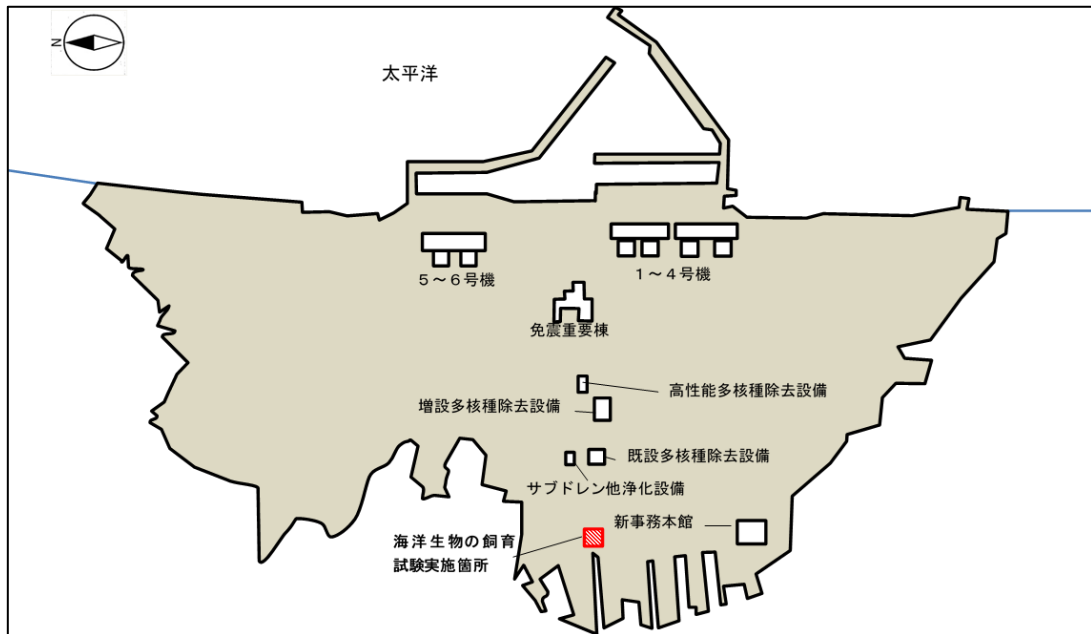 N
太平洋
5～6号機
1～4号機
免震重要棟
高性能多核種除去設備
増設多核種除去設備
既設多核種除去設備
サブドレン他浄化設備
新事務本館
海洋生物の飼育
試験実施箇所